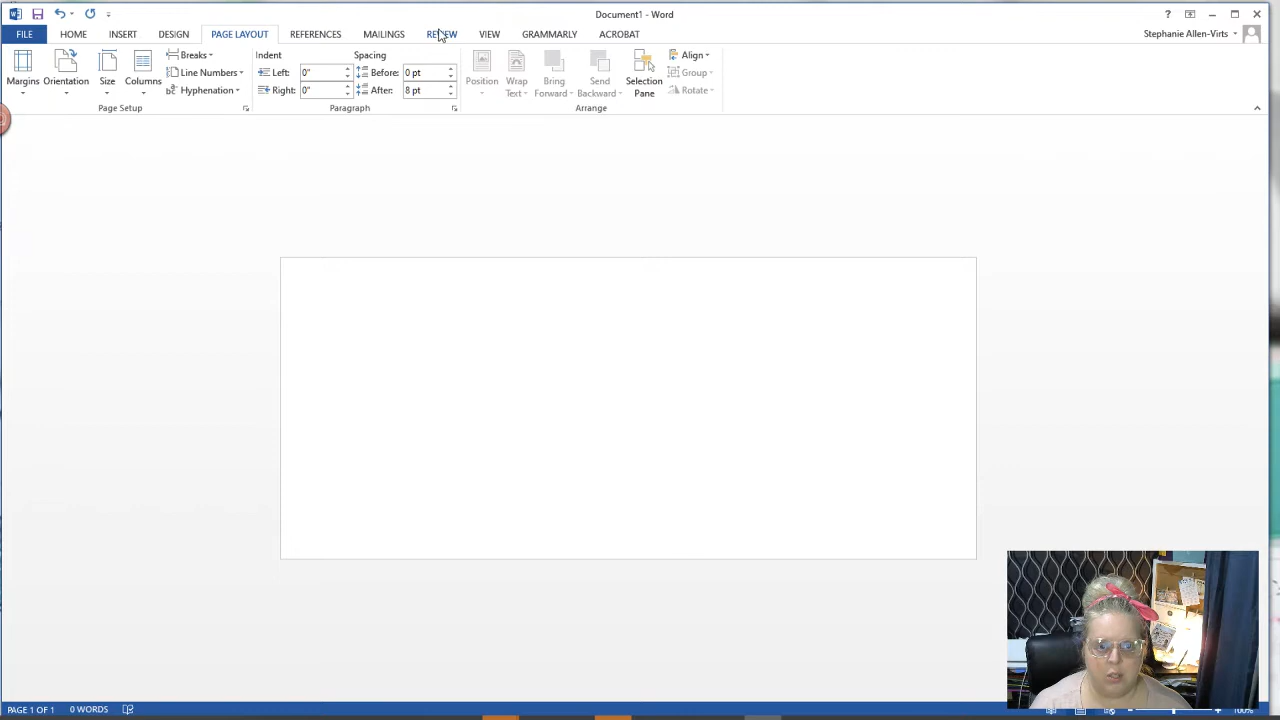 Document1 - Word
?
FILE HOME INSERT DESIGN PAGE LAYOUT REFERENCES MAILINGS REVIEW VIEW GRAMMARLY ACROBAT
Stephanie Allen-Virts
Margins
Orientation
Size
Columns
Breaks
Line Numbers
Hyphenation
Page Setup
Indent
Left: 0"
Right: 0"
Spacing
Before: 0 pt
After: 8 pt
Paragraph
Position
Wrap
Text
Bring
Forward
Send
Backward
Selection
Pane
Align
Group
Rotate
Arrange
PAGE 1 OF 1 0 WORDS
100%